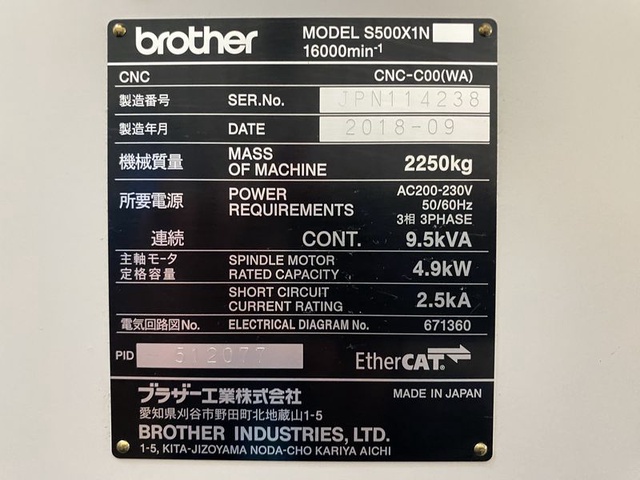 brother MODEL S500X1N
16000min-1
CNC CNC-C00(WA)
製造番号 SER.No. JPN114238
製造年月 DATE 2018-09
機械質量 MASS OF MACHINE 2250kg
所要電源 POWER REQUIREMENTS AC200-230V 50/60Hz 3相 3PHASE
連続 CONT. 9.5kVA
主軸モータ定格容量 SPINDLE MOTOR RATED CAPACITY 4.9kW
SHORT CIRCUIT CURRENT RATING 2.5kA
電気回路図No. ELECTRICAL DIAGRAM No. 671360
PID 512077 EtherCAT
ブラザー工業株式会社 MADE IN JAPAN
愛知県刈谷市野田町北地蔵山1-5
BROTHER INDUSTRIES, LTD.
1-5, KITA-JIZOYAMA NODA-CHO KARIYA AICHI